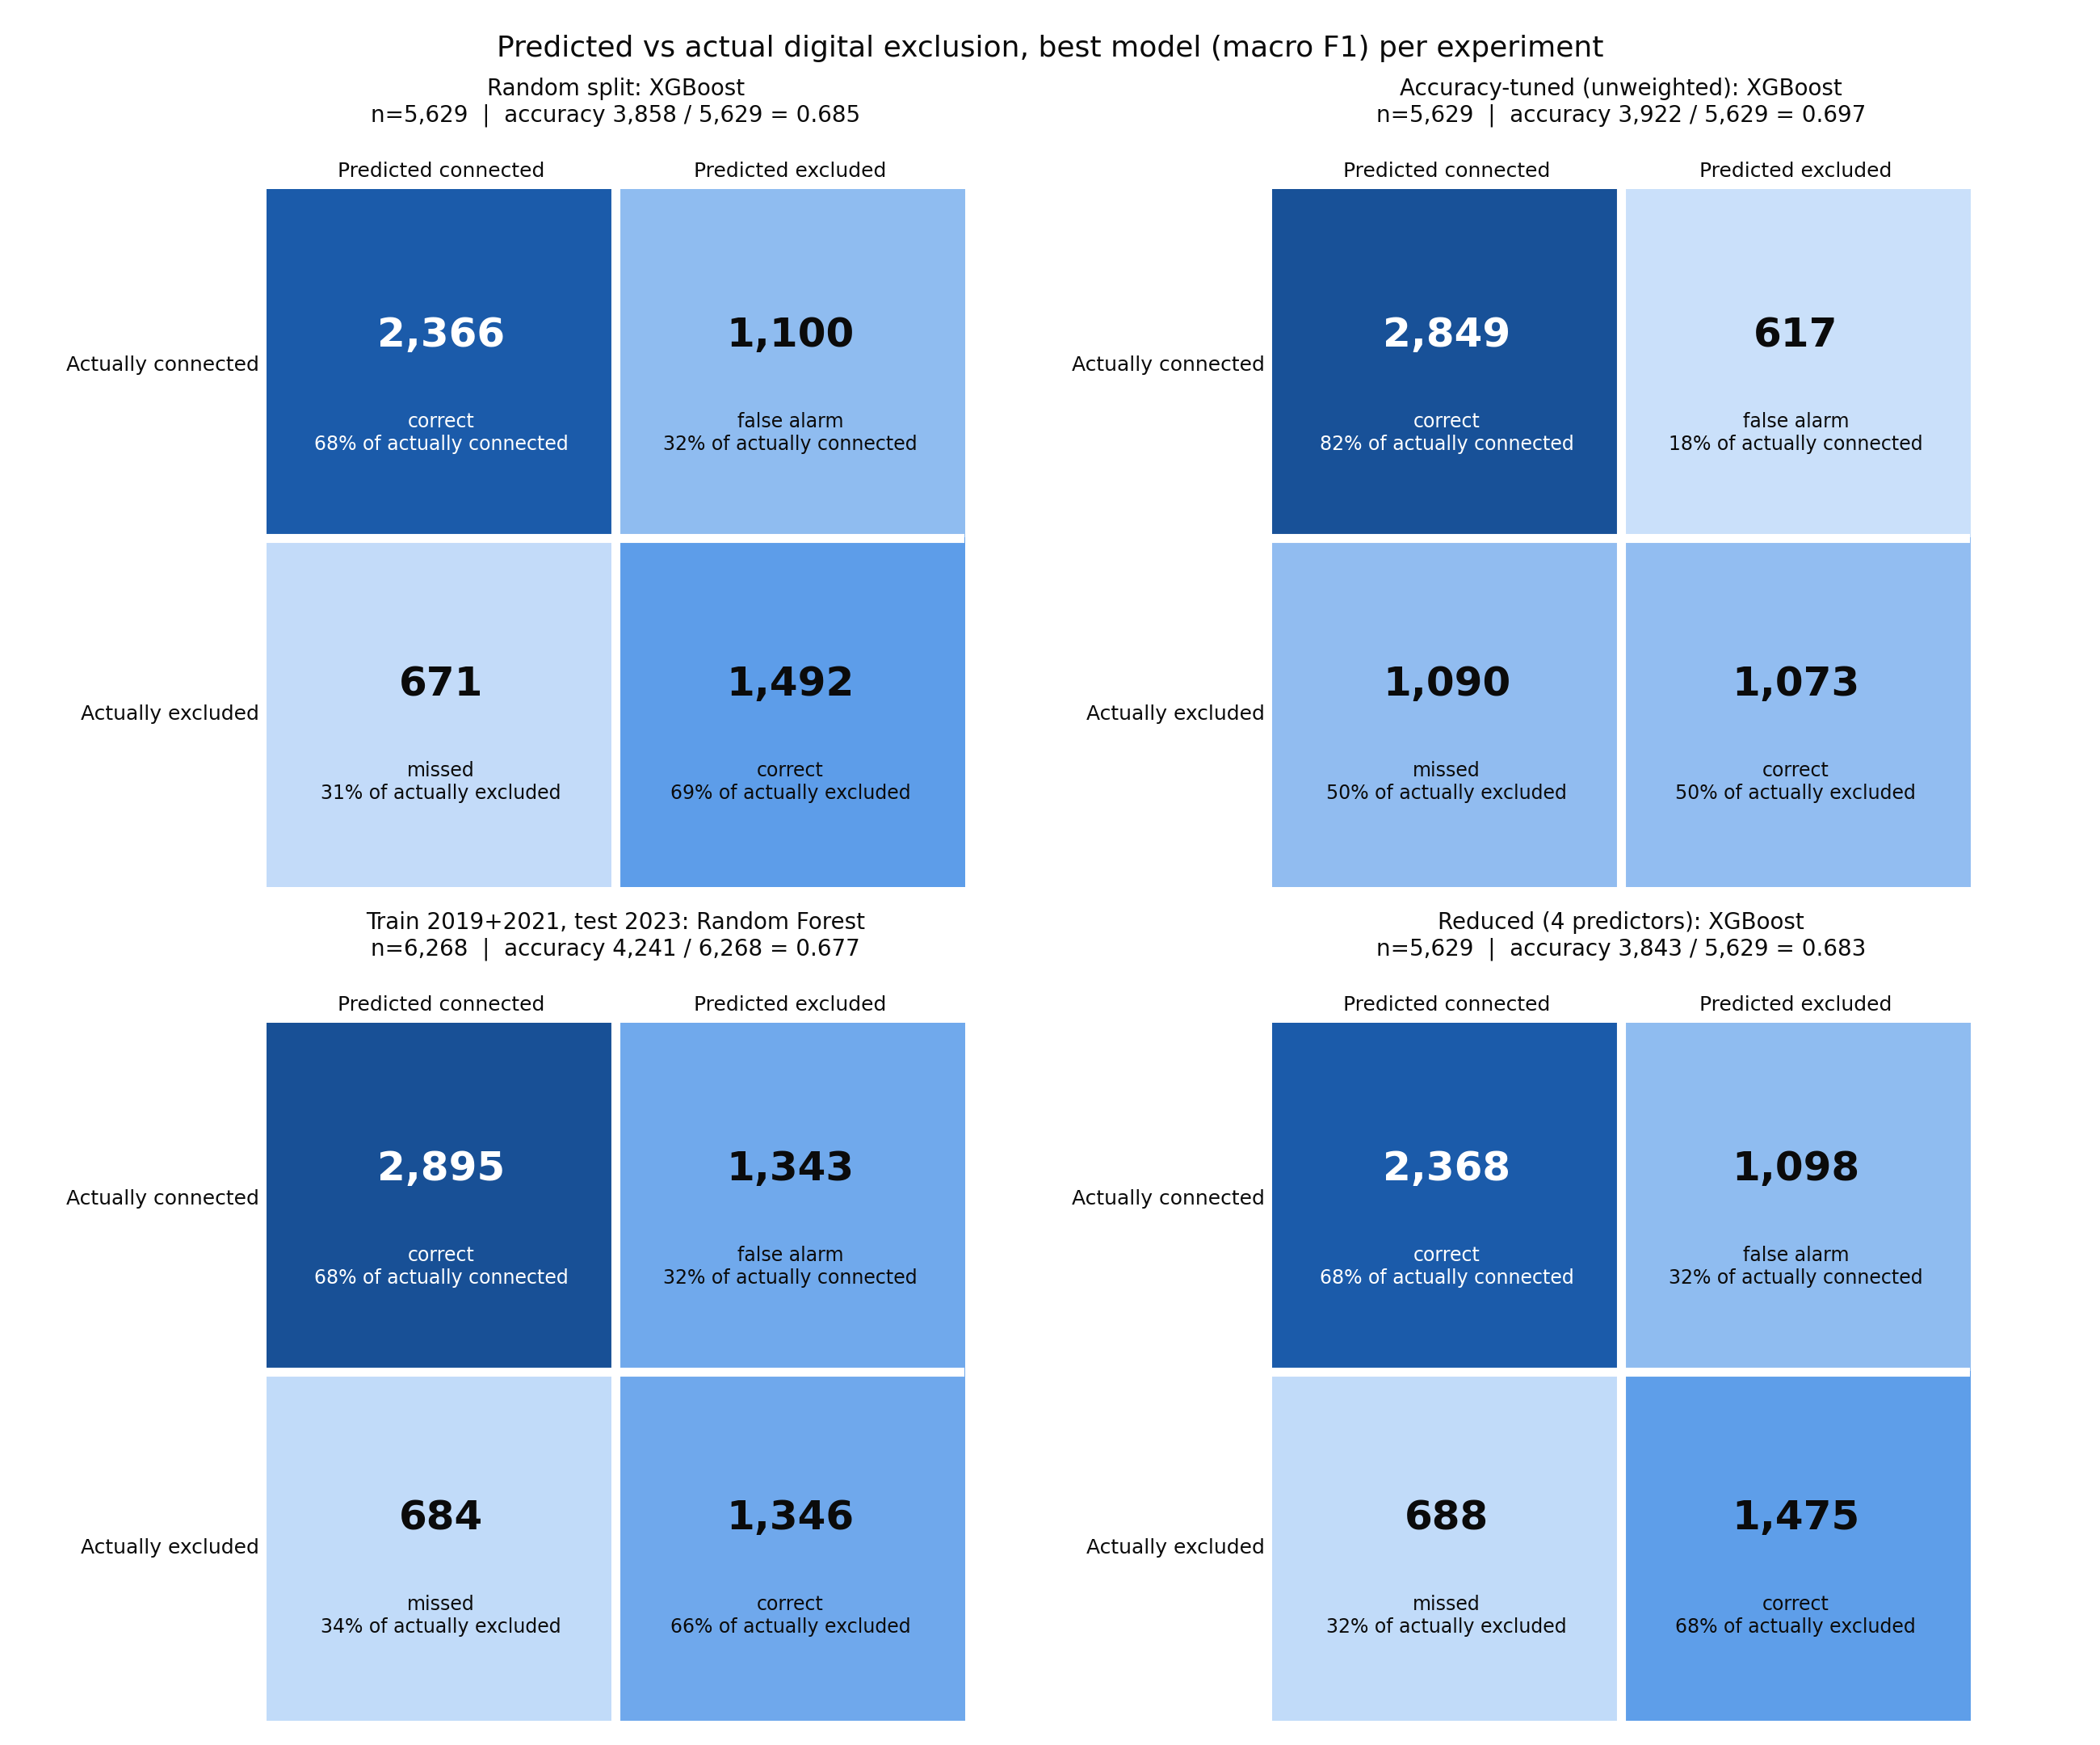 Predicted vs actual digital exclusion, best model (macro F1) per experiment
Random split: XGBoost
n=5,629 | accuracy 3,858 / 5,629 = 0.685
Predicted connected
Predicted excluded
Actually connected
2,366
correct
68% of actually connected
1,100
false alarm
32% of actually connected
Actually excluded
671
missed
31% of actually excluded
1,492
correct
69% of actually excluded
Accuracy-tuned (unweighted): XGBoost
n=5,629 | accuracy 3,922 / 5,629 = 0.697
Predicted connected
Predicted excluded
Actually connected
2,849
correct
82% of actually connected
617
false alarm
18% of actually connected
Actually excluded
1,090
missed
50% of actually excluded
1,073
correct
50% of actually excluded
Train 2019+2021, test 2023: Random Forest
n=6,268 | accuracy 4,241 / 6,268 = 0.677
Predicted connected
Predicted excluded
Actually connected
2,895
correct
68% of actually connected
1,343
false alarm
32% of actually connected
Actually excluded
684
missed
34% of actually excluded
1,346
correct
66% of actually excluded
Reduced (4 predictors): XGBoost
n=5,629 | accuracy 3,843 / 5,629 = 0.683
Predicted connected
Predicted excluded
Actually connected
2,368
correct
68% of actually connected
1,098
false alarm
32% of actually connected
Actually excluded
688
missed
32% of actually excluded
1,475
correct
68% of actually excluded